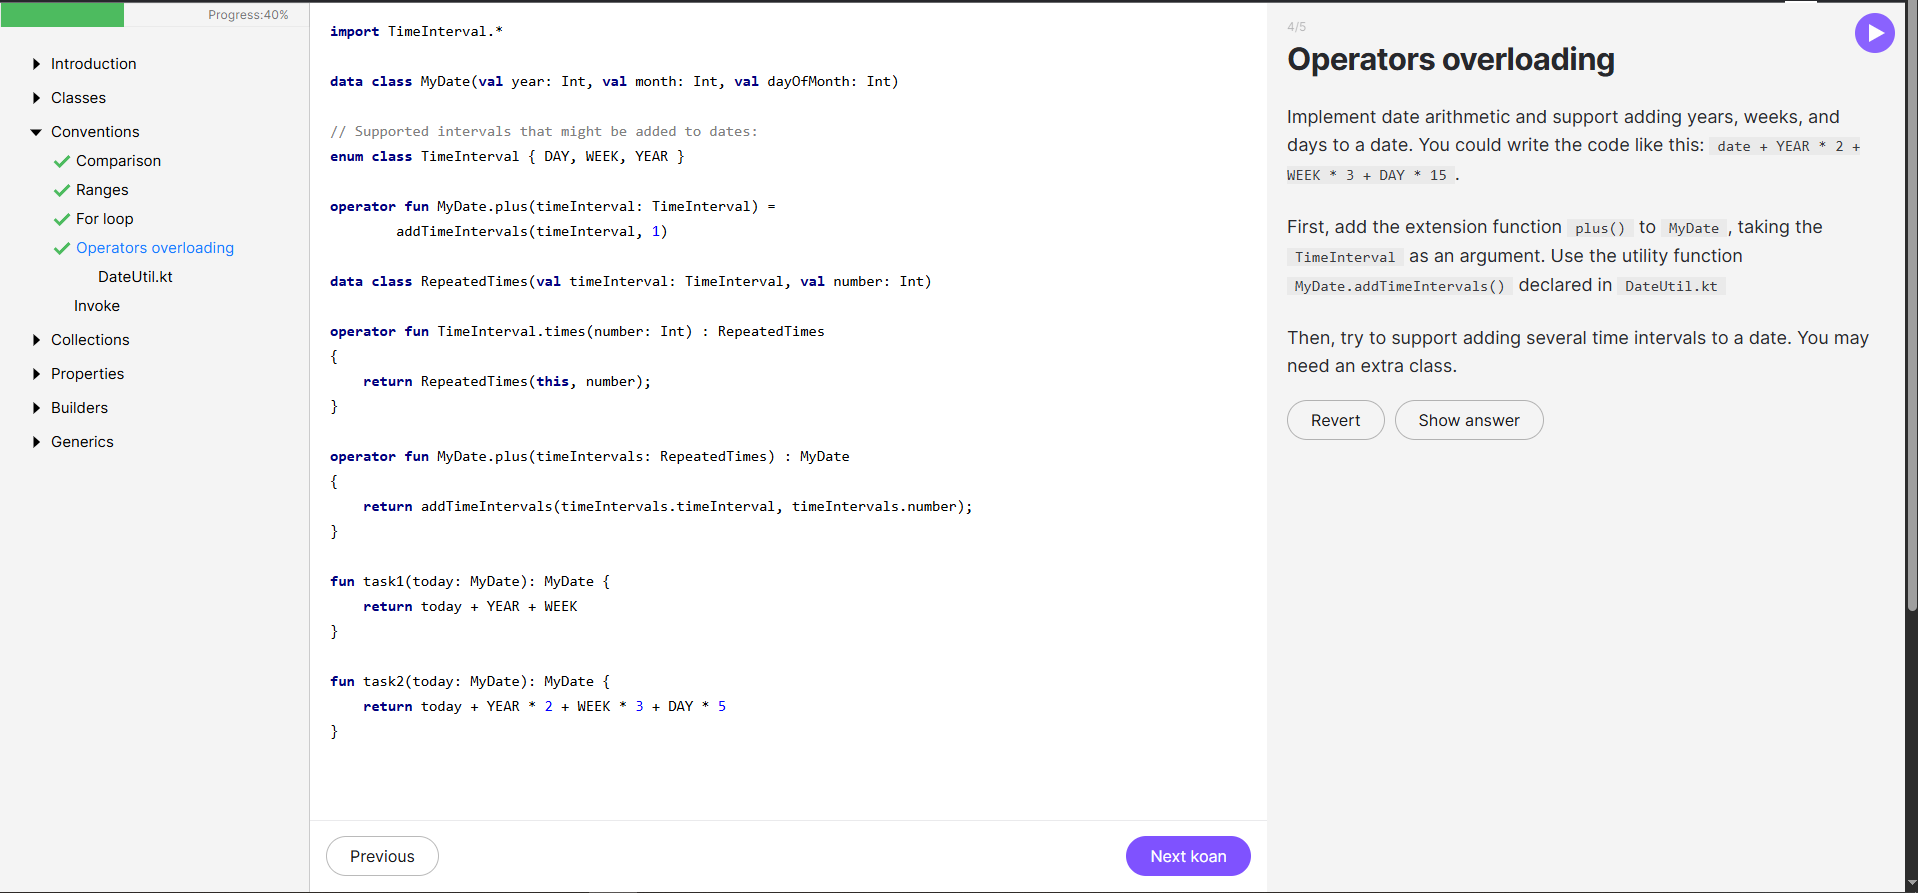 Progress:40%
Introduction
Classes
Conventions
Comparison
Ranges
For loop
Operators overloading
DateUtil.kt
Invoke
Collections
Properties
Builders
Generics
import TimeInterval.*
data class MyDate(val year: Int, val month: Int, val dayOfMonth: Int)
// Supported intervals that might be added to dates:
enum class TimeInterval { DAY, WEEK, YEAR }
operator fun MyDate.plus(timeInterval: TimeInterval) =
        addTimeIntervals(timeInterval, 1)
data class RepeatedTimes(val timeInterval: TimeInterval, val number: Int)
operator fun TimeInterval.times(number: Int) : RepeatedTimes
{
    return RepeatedTimes(this, number);
}
operator fun MyDate.plus(timeIntervals: RepeatedTimes) : MyDate
{
    return addTimeIntervals(timeIntervals.timeInterval, timeIntervals.number);
}
fun task1(today: MyDate): MyDate {
    return today + YEAR + WEEK
}
fun task2(today: MyDate): MyDate {
    return today + YEAR * 2 + WEEK * 3 + DAY * 5
}
Previous
Next koan
4/5
Operators overloading
Implement date arithmetic and support adding years, weeks, and
days to a date. You could write the code like this: date + YEAR * 2 +
WEEK * 3 + DAY * 15 .
First, add the extension function plus() to MyDate , taking the
TimeInterval as an argument. Use the utility function
MyDate.addTimeIntervals() declared in DateUtil.kt
Then, try to support adding several time intervals to a date. You may
need an extra class.
Revert
Show answer